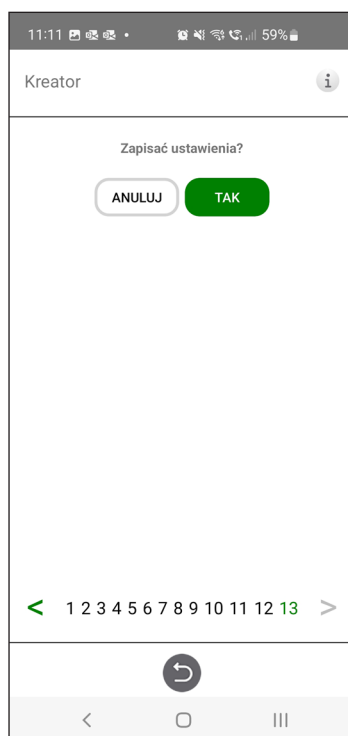 11:11 59%
Kreator i
Zapisać ustawienia?
ANULUJ TAK
< 1 2 3 4 5 6 7 8 9 10 11 12 13 >